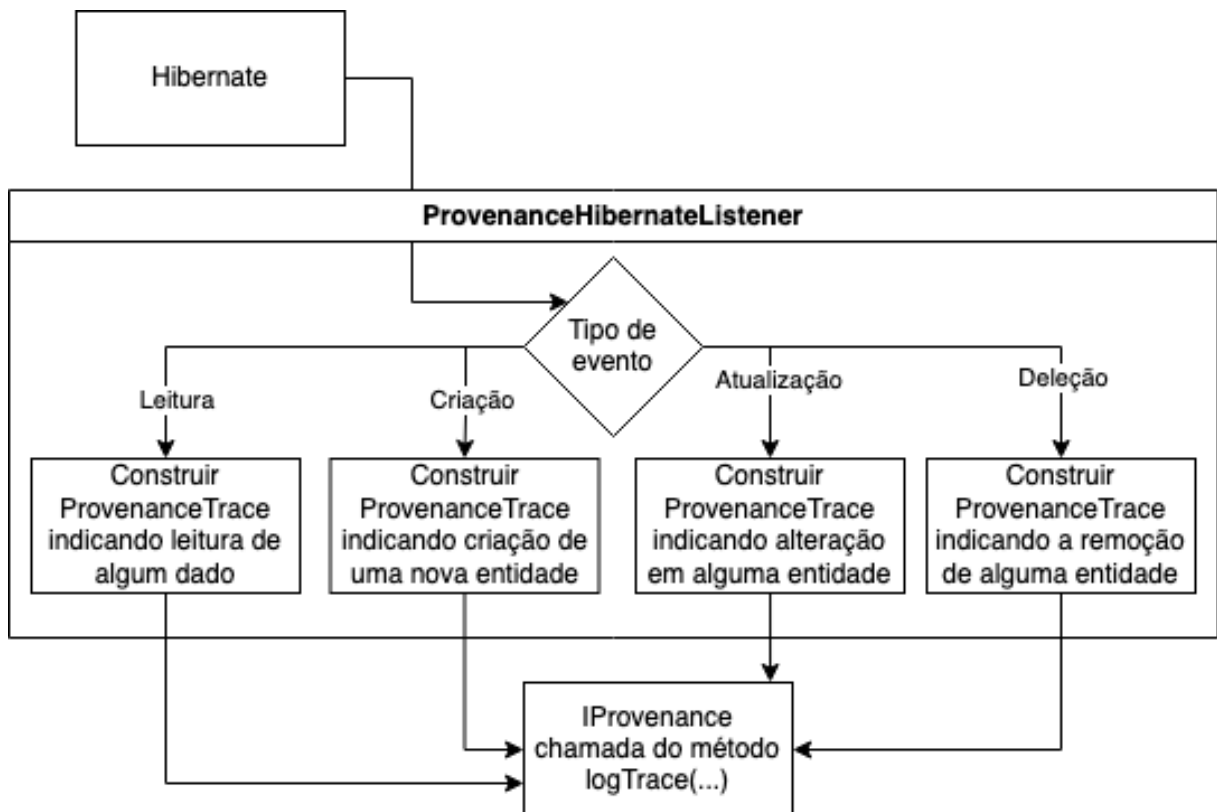 Hibernate
ProvenanceHibernateListener
Tipo de
evento
Leitura
Criação
Atualização
Deleção
Construir
ProvenanceTrace
indicando leitura de
algum dado
Construir
ProvenanceTrace
indicando criação de
uma nova entidade
Construir
ProvenanceTrace
indicando alteração
em alguma entidade
Construir
ProvenanceTrace
indicando a remoção
de alguma entidade
IProvenance
chamada do método
logTrace(...)